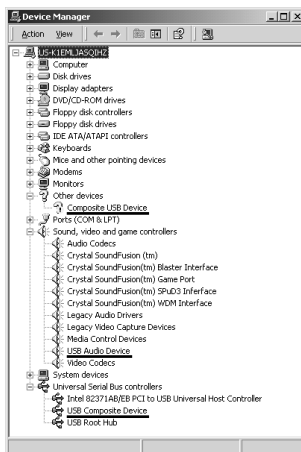 Device Manager
Action View
US-K1EMLJASQIHZ
Computer
Disk drives
Display adapters
DVD/CD-ROM drives
Floppy disk controllers
Floppy disk drives
IDE ATA/ATAPI controllers
Keyboards
Mice and other pointing devices
Modems
Monitors
Other devices
Composite USB Device
Ports (COM & LPT)
Sound, video and game controllers
Audio Codecs
Crystal SoundFusion (tm)
Crystal SoundFusion(tm) Blaster Interface
Crystal SoundFusion(tm) Game Port
Crystal SoundFusion(tm) SPuD3 Inferface
Crystal SoundFusion(tm) WDM Interface
Legacy Audio Drivers
Legacy Video Capture Devices
Media Control Devices
USB Audio Device
Video Codecs
System devices
Universal Serial Bus controllers
Intel 82371AB/EB PCI to USB Universal Host Controller
USB Composite Device
USB Root Hub